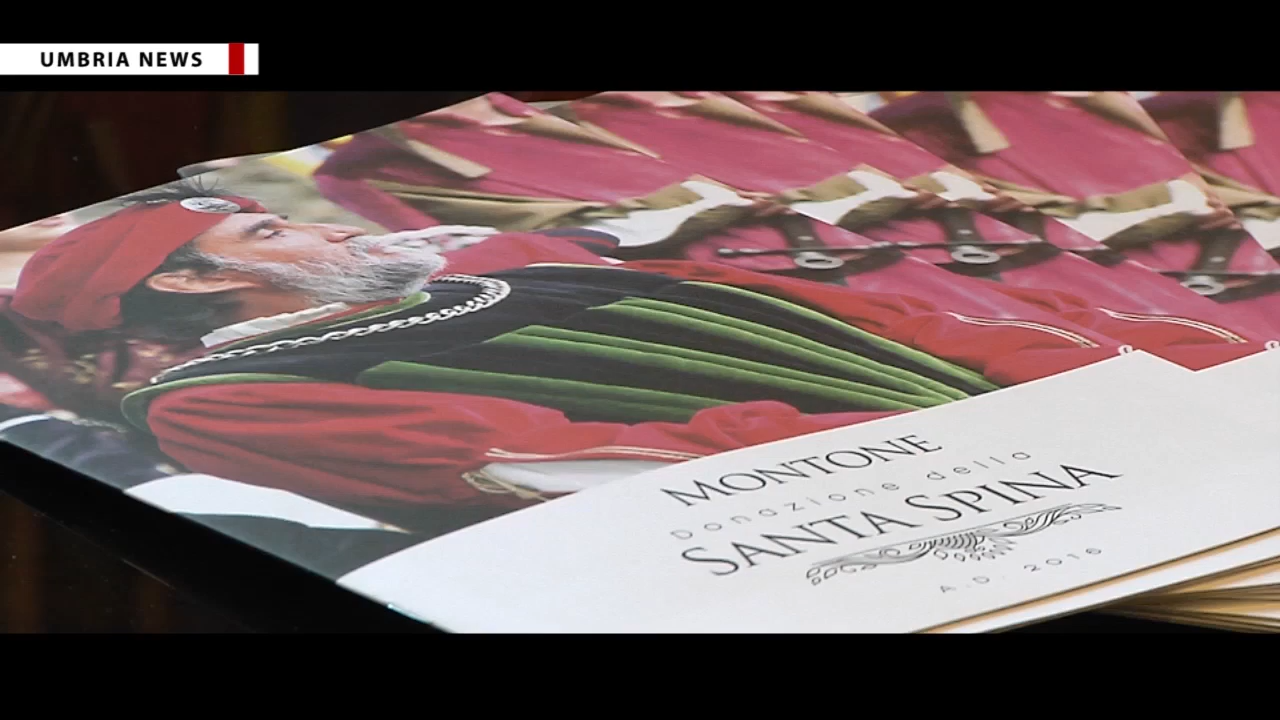 UMBRIA NEWS
MONTONE
Donazione della
SANTA SPINA
A.D. 2016